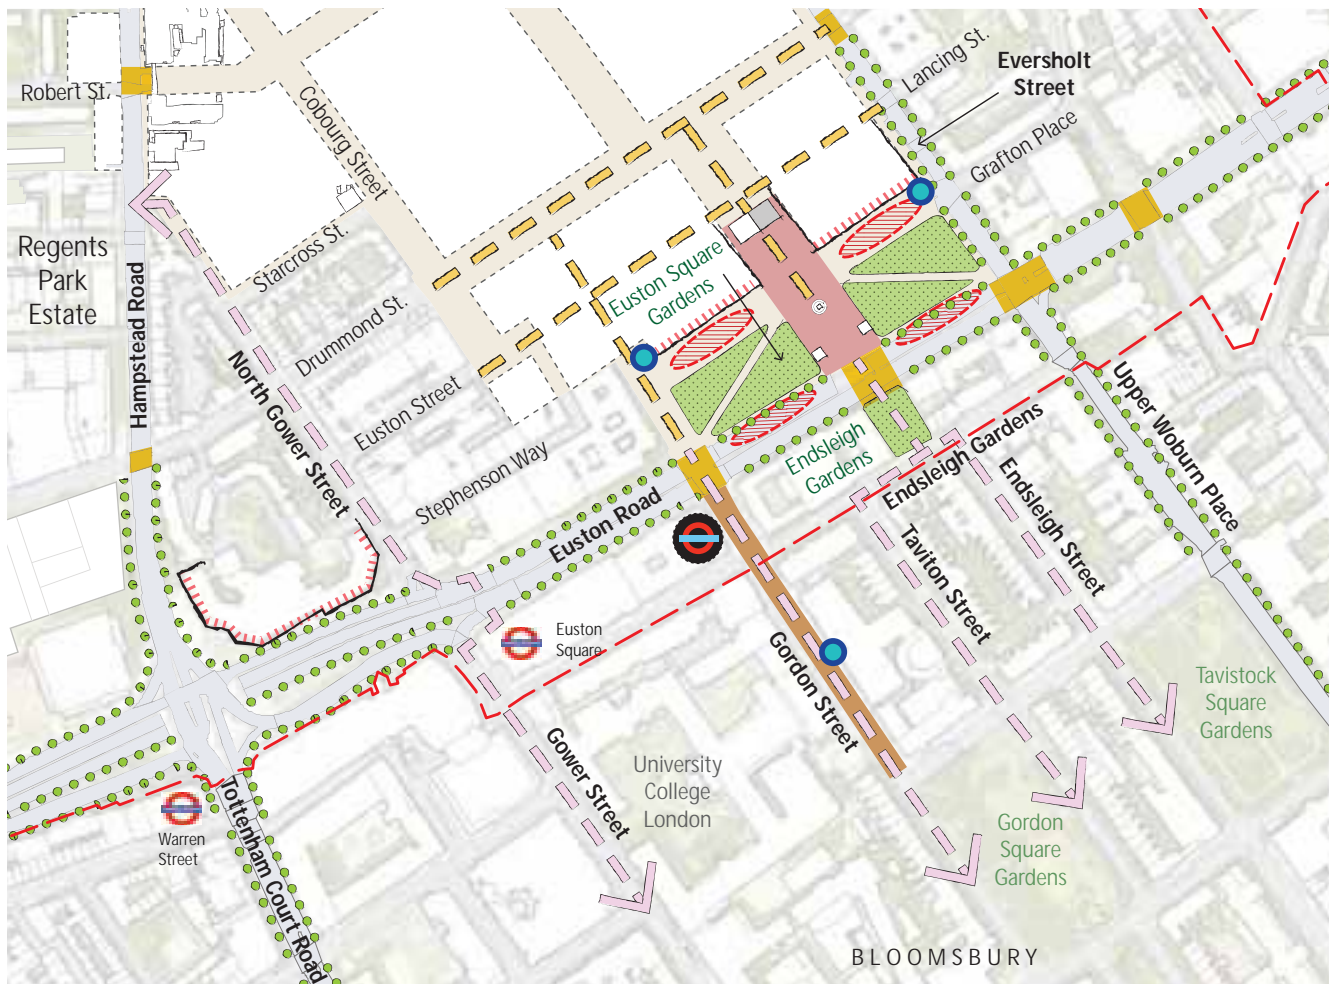 Robert St.
Cobourg Street
Lancing St.
Eversholt
Street
Grafton Place
Regents
Park
Estate
Hampstead Road
Starcross St.
Drummond St.
North Gower Street
Euston Street
Stephenson Way
Euston Square
Gardens
Euston Road
Endsleigh
Gardens
Endsleigh Gardens
Upper Woburn Place
Endsleigh Street
Taviton Street
Gordon Street
Euston
Square
Gower Street
University
College
London
Tavistock
Square
Gardens
Gordon
Square
Gardens
Warren
Street
Tottenham Court Road
BLOOMSBURY